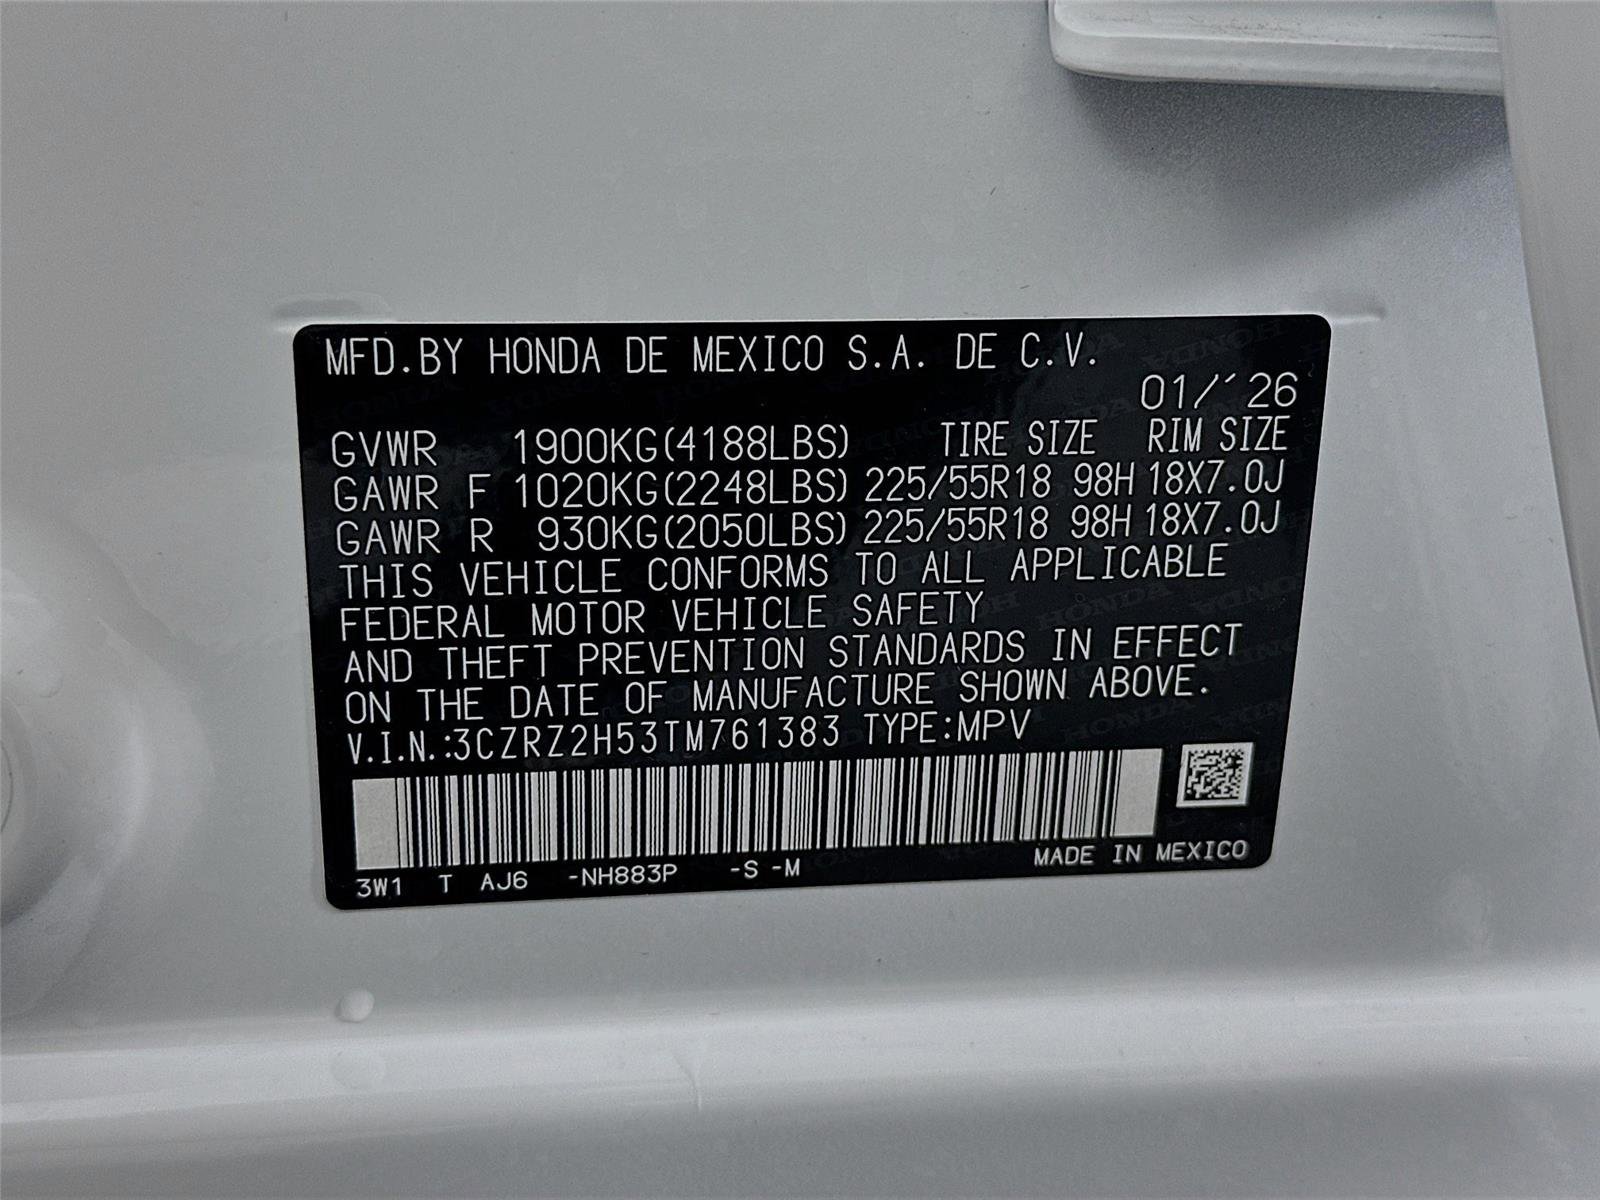 MFD.BY HONDA DE MEXICO S.A. DE C.V.
01/'26
GVWR 1900KG(4188LBS) TIRE SIZE RIM SIZE
GAWR F 1020KG(2248LBS) 225/55R18 98H 18X7.0J
GAWR R 930KG(2050LBS) 225/55R18 98H 18X7.0J
THIS VEHICLE CONFORMS TO ALL APPLICABLE
FEDERAL MOTOR VEHICLE SAFETY
AND THEFT PREVENTION STANDARDS IN EFFECT
ON THE DATE OF MANUFACTURE SHOWN ABOVE.
V.I.N.:3CZRZ2H53TM761383 TYPE:MPV
3W1 T AJ6 -NH883P -S -M MADE IN MEXICO